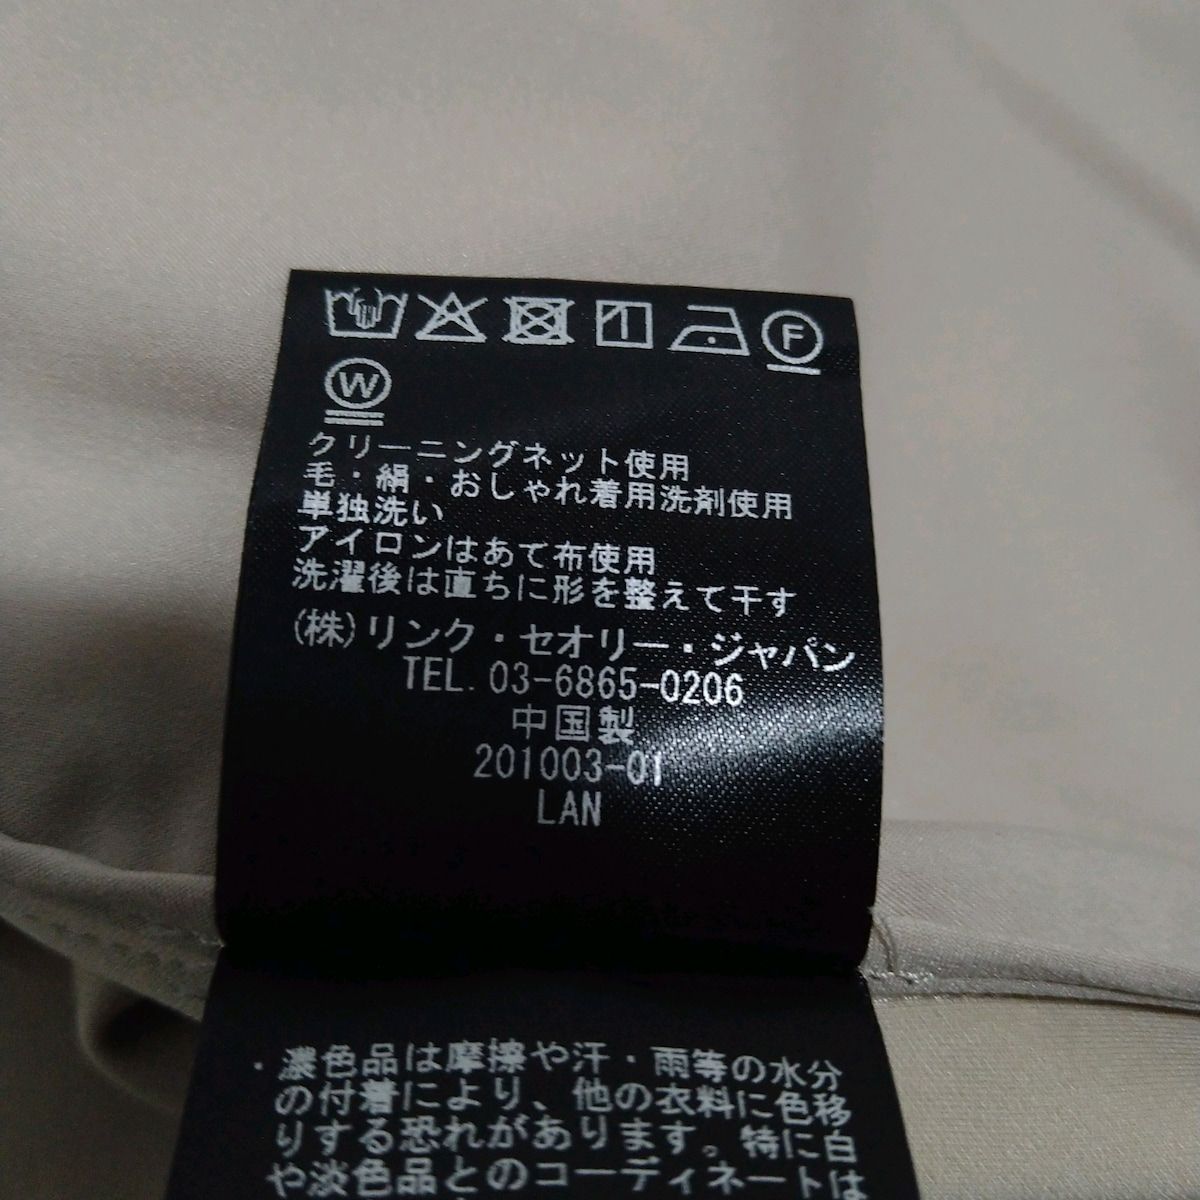 F
W
クリーニングネット使用
毛・絹・おしゃれ着用洗剤使用
単独洗い
アイロンはあて布使用
洗濯後は直ちに形を整えて干す
(株)リンク・セオリー・ジャパン
TEL. 03-6865-0206
中国製
201003-01
LAN
・濃色品は摩擦や汗・雨等の水分
の付着により、他の衣料に色移
りする恐れがあります。特に白
や淡色品とのコーディネートは